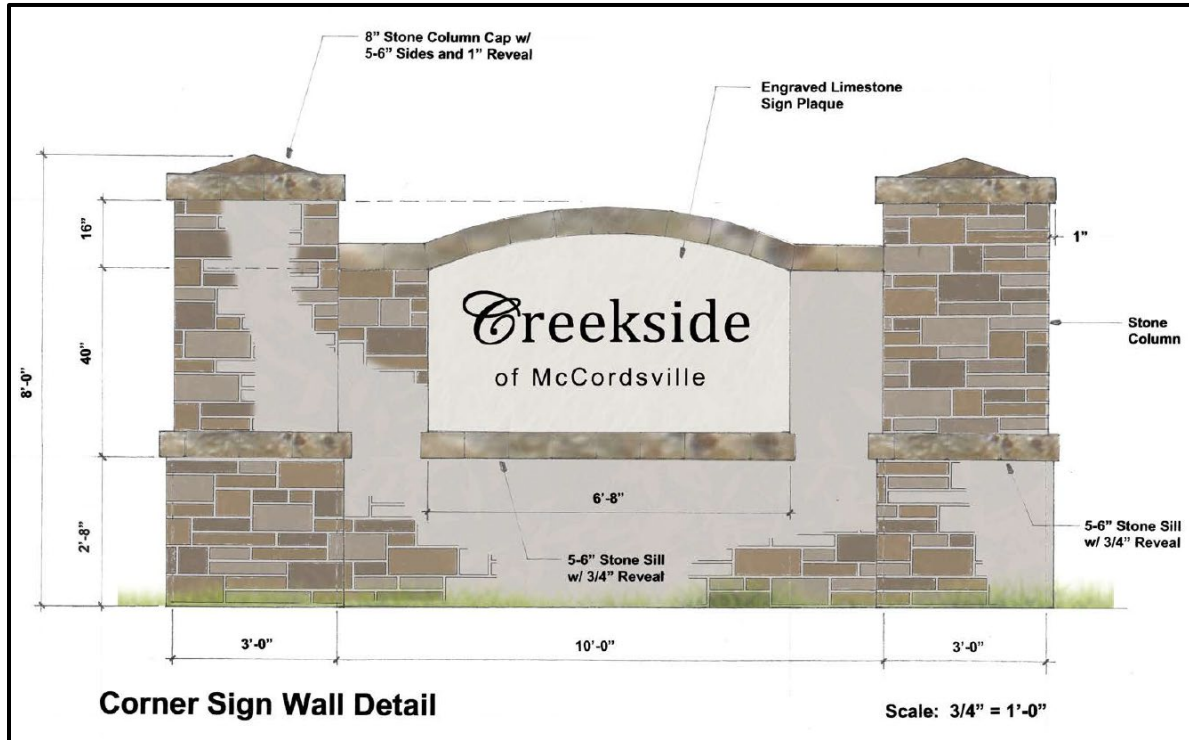 8” Stone Column Cap w/
5-6” Sides and 1” Reveal
Engraved Limestone
Sign Plaque
16”
1”
Creekside
of McCordsville
Stone
Column
40”
8’-0”
6’-8”
2’-8”
5-6” Stone Sill
w/ 3/4” Reveal
5-6” Stone Sill
w/ 3/4” Reveal
3’-0”
10’-0”
3’-0”
Corner Sign Wall Detail
Scale: 3/4” = 1’-0”